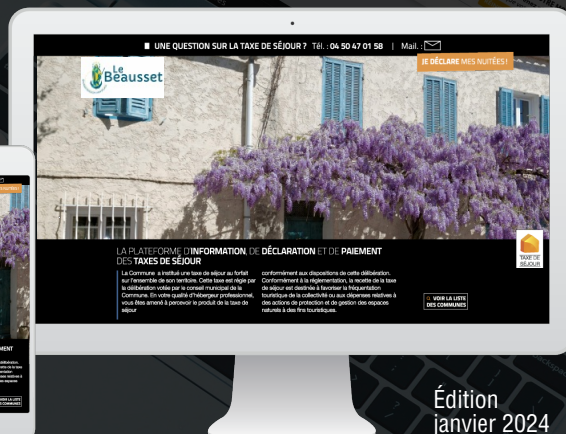 UNE QUESTION SUR LA TAXE DE SÉJOUR ? Tél. : 04 50 47 01 58 | Mail. :
JE DÉCLARE MES NUITÉES !
Le
Beausset
LA PLATEFORME D'INFORMATION, DE DÉCLARATION ET DE PAIEMENT
DES TAXES DE SÉJOUR
La Commune a institué une taxe de séjour au forfait
sur l'ensemble de son territoire. Cette taxe est régie par
la délibération votée par le conseil municipal de la
Commune. En votre qualité d'hébergeur professionnel,
vous êtes amené à percevoir le produit de la taxe de
séjour
conformément aux dispositions de cette délibération.
Conformément à la réglementation, la recette de la taxe
de séjour est destinée à favoriser la fréquentation
touristique de la collectivité ou aux dépenses relatives à
des actions de protection et de gestion des espaces
naturels à des fins touristiques.
TAXE DE
SÉJOUR
VOIR LA LISTE
DES COMMUNES
Édition
janvier 2024